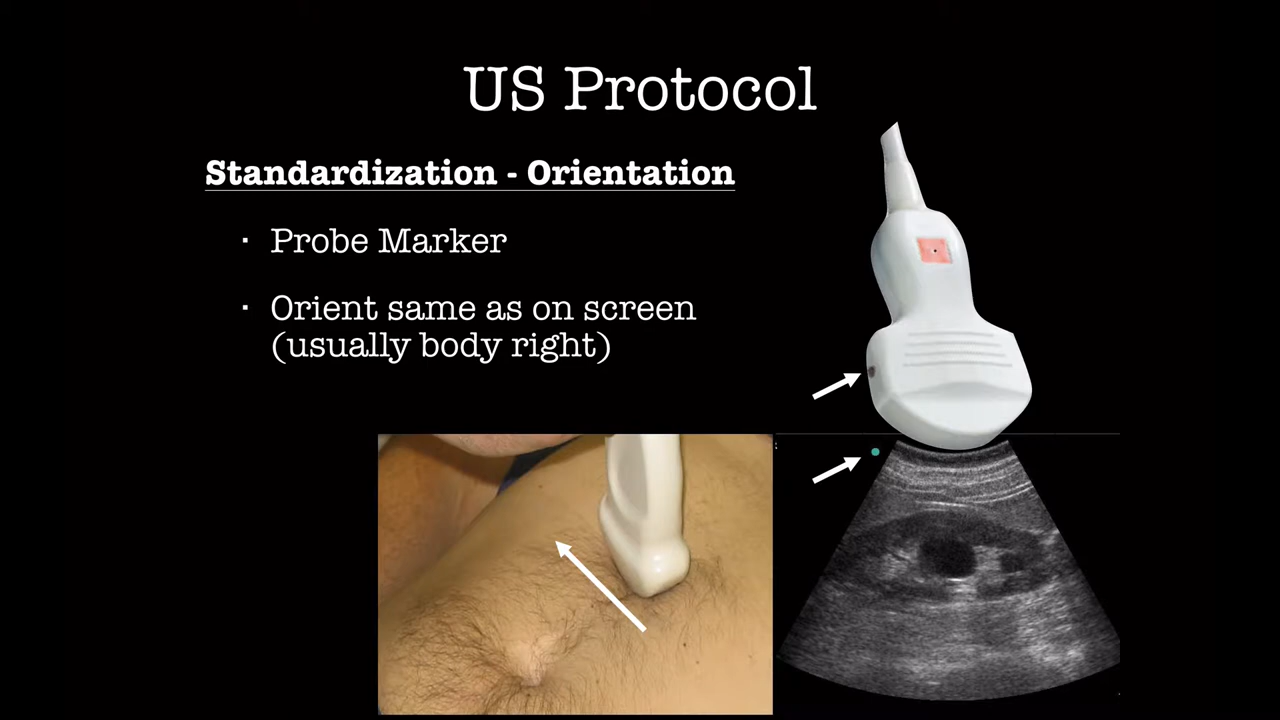 US Protocol
Standardization - Orientation
· Probe Marker
· Orient same as on screen
(usually body right)